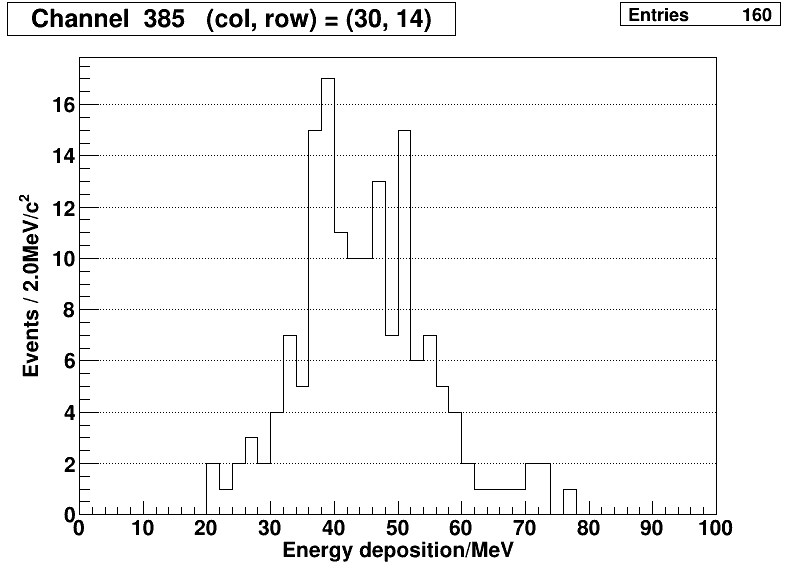 Channel 385 (col, row) = (30, 14)
Entries 160
Events / 2.0MeV/c²
16
14
12
10
8
6
4
2
0
0 10 20 30 40 50 60 70 80 90 100
Energy deposition/MeV